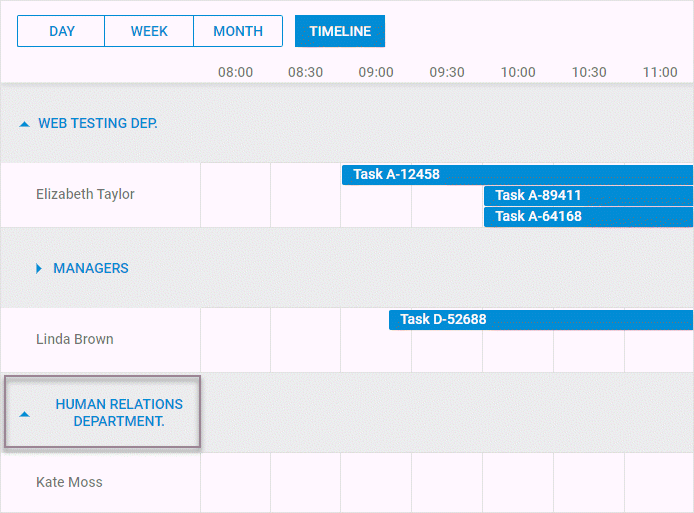 DAY WEEK MONTH TIMELINE
08:00 08:30 09:00 09:30 10:00 10:30 11:00
WEB TESTING DEP.
Task A-12458
Elizabeth Taylor
Task A-89411
Task A-64168
MANAGERS
Task D-52688
Linda Brown
HUMAN RELATIONS
DEPARTMENT.
Kate Moss